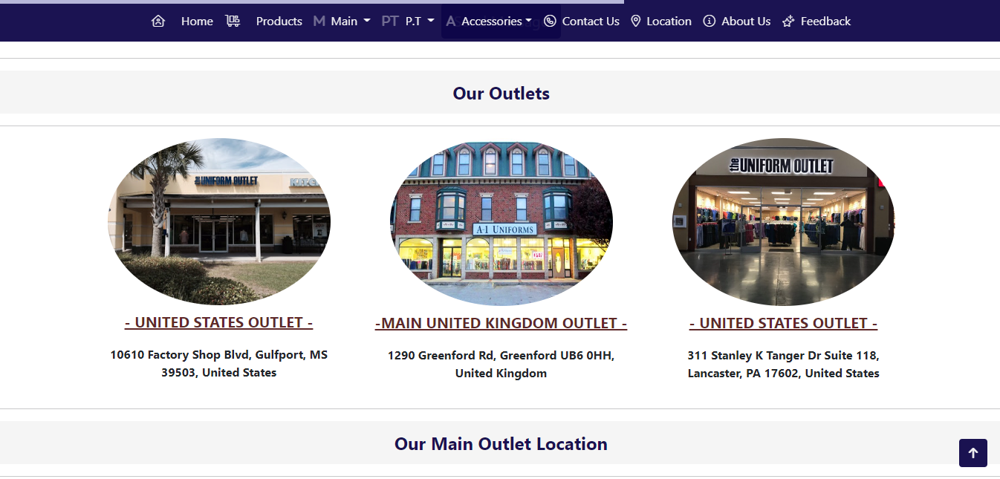 Home Products M Main PT P.T A Accessories Contact Us Location About Us Feedback
Our Outlets
the UNIFORM OUTLET
A-1 UNIFORMS
the UNIFORM OUTLET
- UNITED STATES OUTLET -
10610 Factory Shop Blvd, Gulfport, MS
39503, United States
-MAIN UNITED KINGDOM OUTLET -
1290 Greenford Rd, Greenford UB6 0HH,
United Kingdom
- UNITED STATES OUTLET -
311 Stanley K Tanger Dr Suite 118,
Lancaster, PA 17602, United States
Our Main Outlet Location